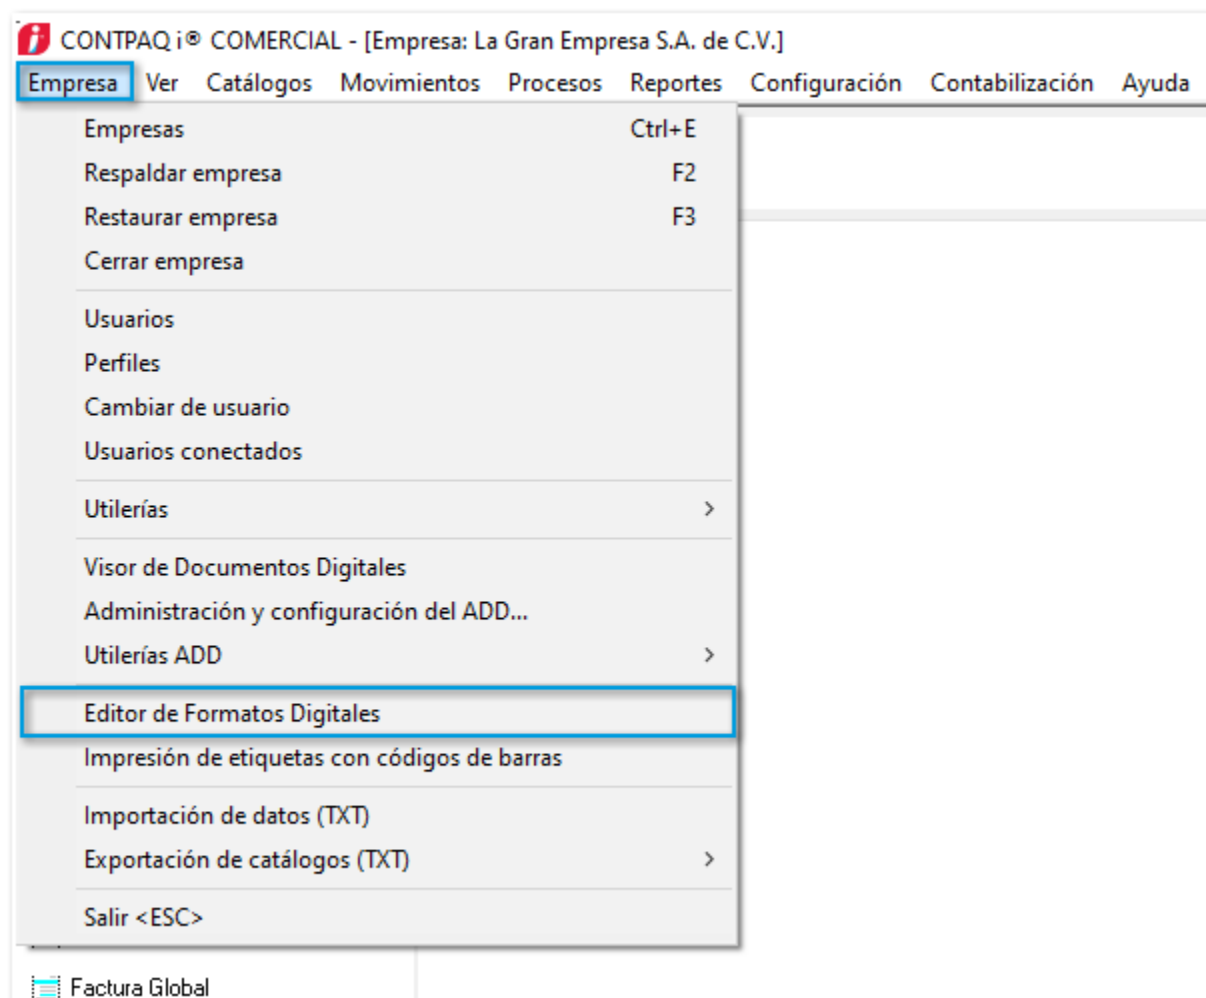 CONTPAQ i® COMERCIAL - [Empresa: La Gran Empresa S.A. de C.V.]
Empresa Ver Catálogos Movimientos Procesos Reportes Configuración Contabilización Ayuda
Empresas Ctrl+E
Respaldar empresa F2
Restaurar empresa F3
Cerrar empresa
Usuarios
Perfiles
Cambiar de usuario
Usuarios conectados
Utilerías >
Visor de Documentos Digitales
Administración y configuración del ADD...
Utilerías ADD >
Editor de Formatos Digitales
Impresión de etiquetas con códigos de barras
Importación de datos (TXT)
Exportación de catálogos (TXT) >
Salir <ESC>
Factura Global